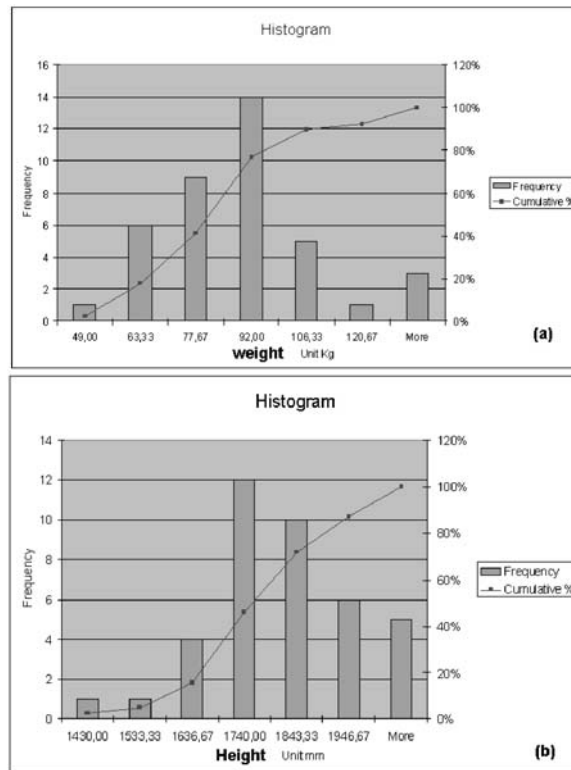 Histogram
16
14
12
10
8
6
4
2
0
Frequency
120%
100%
80%
60%
40%
20%
0%
49,00 63,33 77,67 92,00 106,33 120,67 More
weight Unit Kg
Frequency
Cumulative %
(a)
Histogram
14
12
10
8
6
4
2
0
Frequency
120%
100%
80%
60%
40%
20%
0%
1430,00 1533,33 1636,67 1740,00 1843,33 1946,67 More
Height Unit mm
Frequency
Cumulative %
(b)